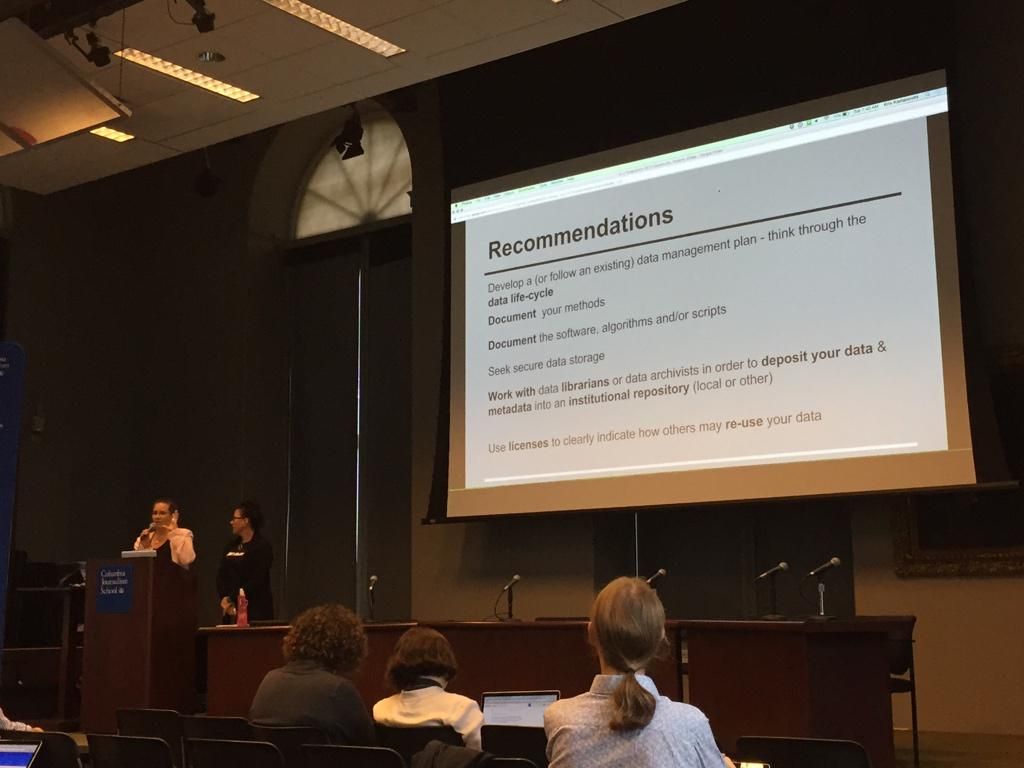 Recommendations
Develop a (or follow an existing) data management plan - think through the
data life-cycle
Document your methods
Document the software, algorithms and/or scripts
Seek secure data storage
Work with data librarians or data archivists in order to deposit your data &
metadata into an institutional repository (local or other)
Use licenses to clearly indicate how others may re-use your data
Columbia
Journalism
School